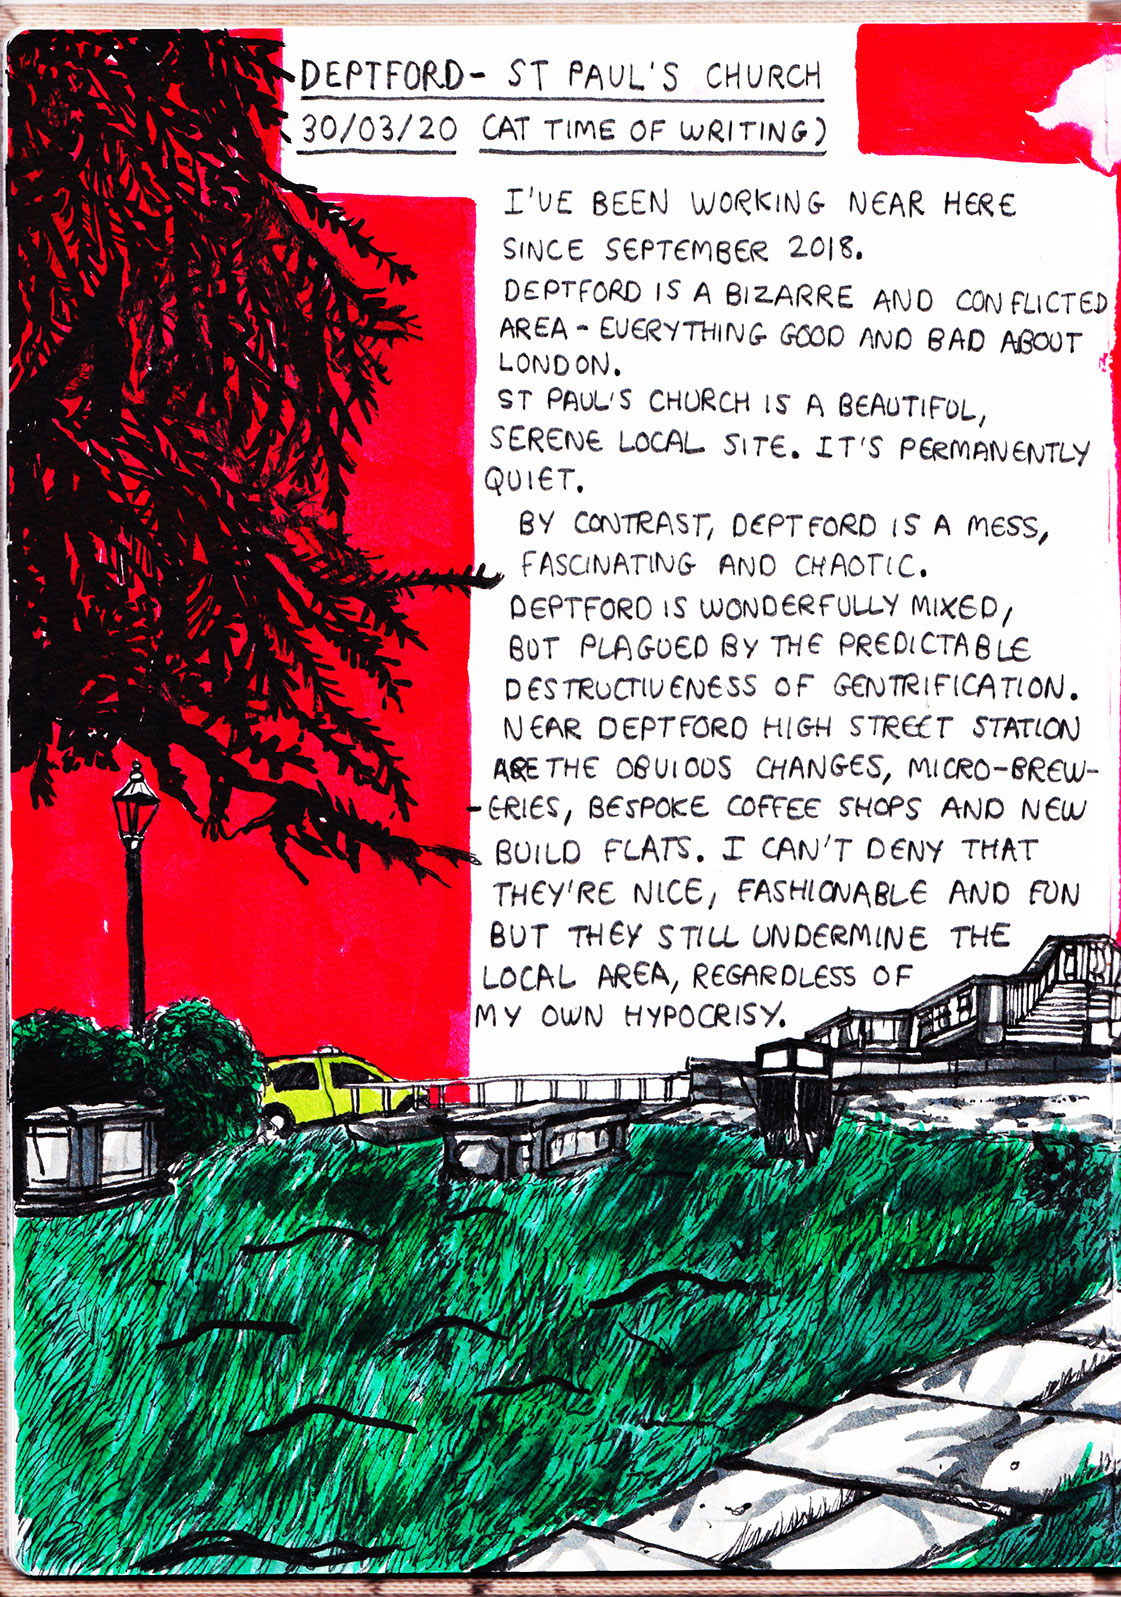 DEPTFORD - ST PAUL'S CHURCH
30/03/20 (AT TIME OF WRITING)
I'VE BEEN WORKING NEAR HERE
SINCE SEPTEMBER 2018.
DEPTFORD IS A BIZARRE AND CONFLICTED
AREA - EVERYTHING GOOD AND BAD ABOUT
LONDON.
ST PAUL'S CHURCH IS A BEAUTIFUL,
SERENE LOCAL SITE. IT'S PERMANENTLY
QUIET.
BY CONTRAST, DEPTFORD IS A MESS,
FASCINATING AND CHAOTIC.
DEPTFORD IS WONDERFULLY MIXED,
BUT PLAGUED BY THE PREDICTABLE
DESTRUCTIVENESS OF GENTRIFICATION.
NEAR DEPTFORD HIGH STREET STATION
ARE THE OBVIOUS CHANGES, MICRO-BREW-
-ERIES, BESPOKE COFFEE SHOPS AND NEW
BUILD FLATS. I CAN'T DENY THAT
THEY'RE NICE, FASHIONABLE AND FUN
BUT THEY STILL UNDERMINE THE
LOCAL AREA, REGARDLESS OF
MY OWN HYPOCRISY.